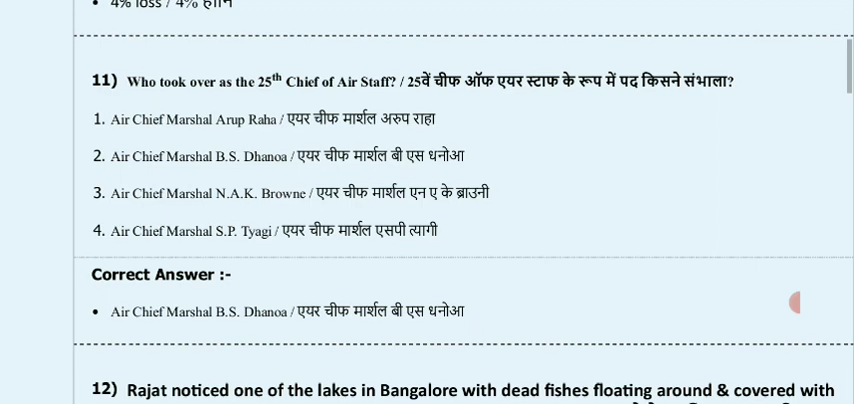 • 4% loss / 4% हानि
11) Who took over as the 25th Chief of Air Staff? / 25वें चीफ ऑफ एयर स्टाफ के रूप में पद किसने संभाला?
1. Air Chief Marshal Arup Raha / एयर चीफ मार्शल अरुप राहा
2. Air Chief Marshal B.S. Dhanoa / एयर चीफ मार्शल बी एस धनोआ
3. Air Chief Marshal N.A.K. Browne / एयर चीफ मार्शल एन ए के ब्राउनी
4. Air Chief Marshal S.P. Tyagi / एयर चीफ मार्शल एसपी त्यागी
Correct Answer :-
• Air Chief Marshal B.S. Dhanoa / एयर चीफ मार्शल बी एस धनोआ
12) Rajat noticed one of the lakes in Bangalore with dead fishes floating around & covered with